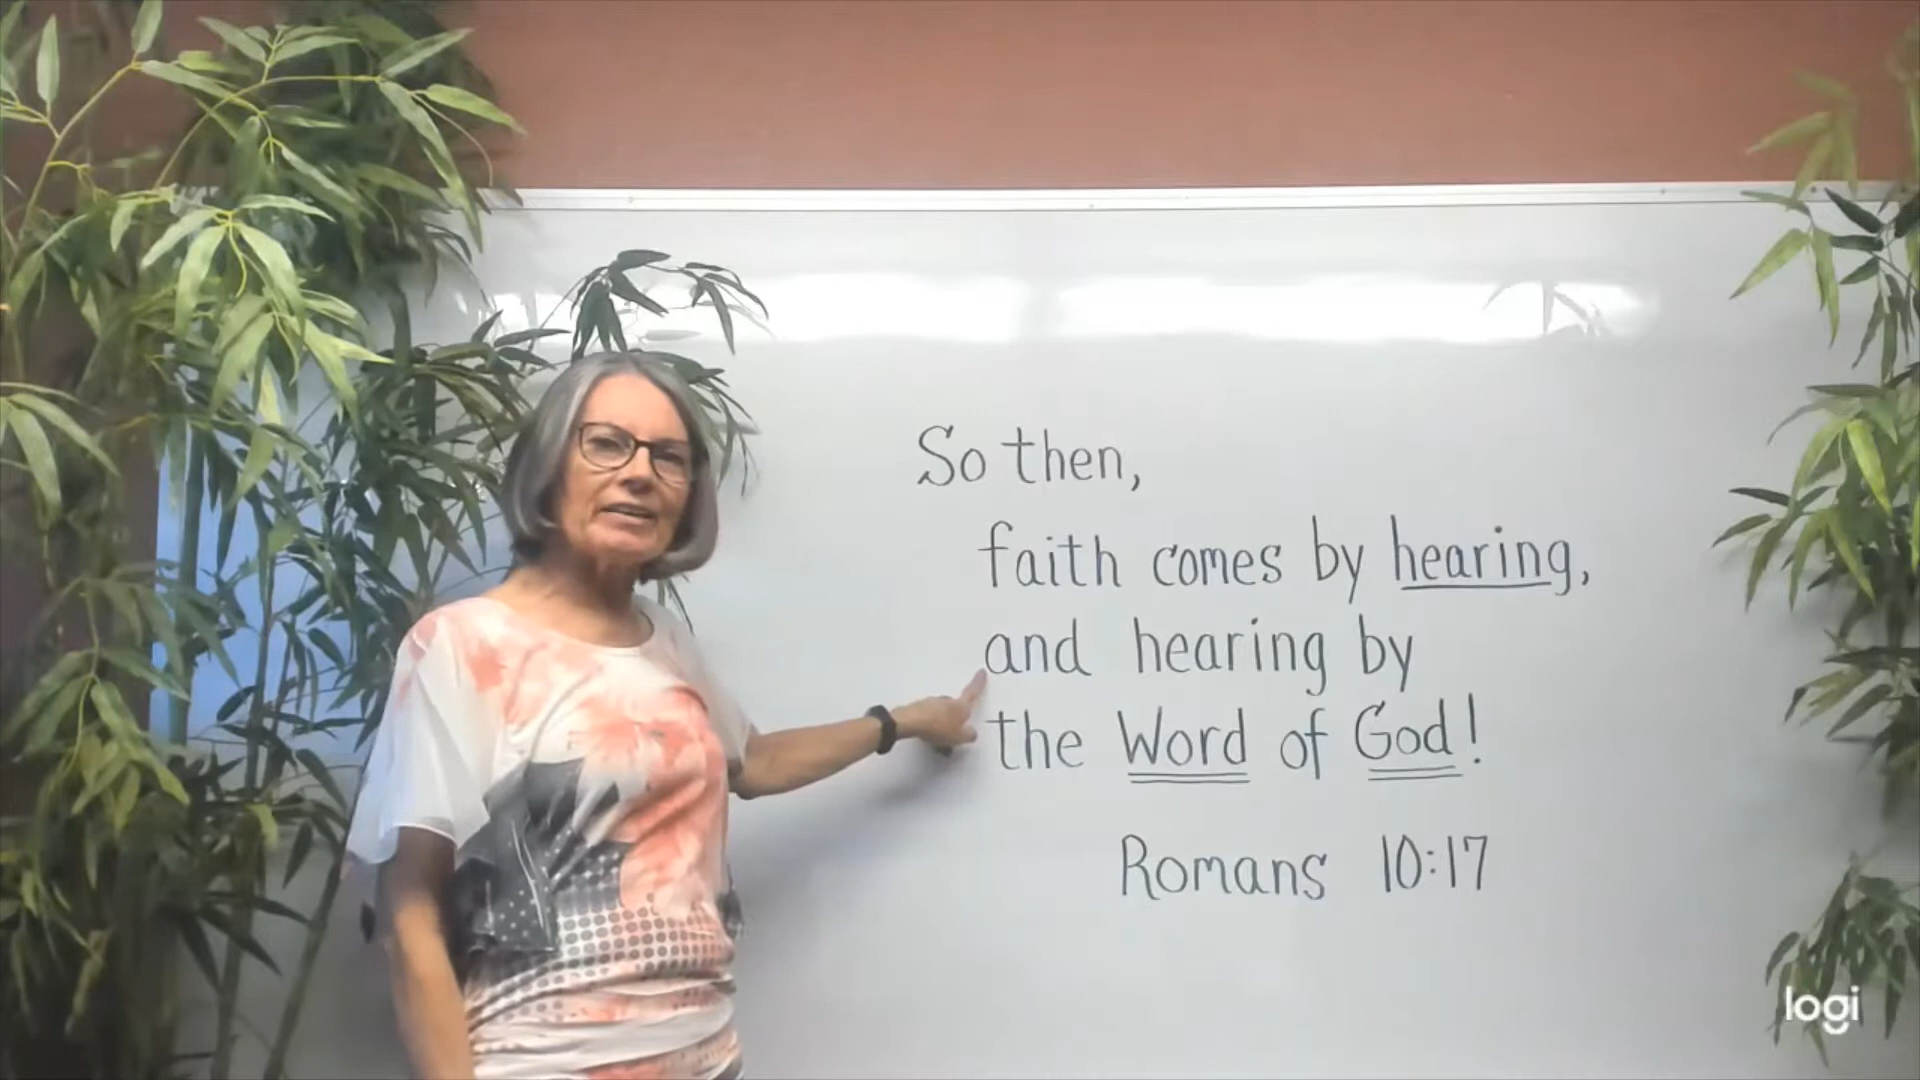 So then,
faith comes by hearing,
and hearing by
the Word of God!
Romans 10:17
logi